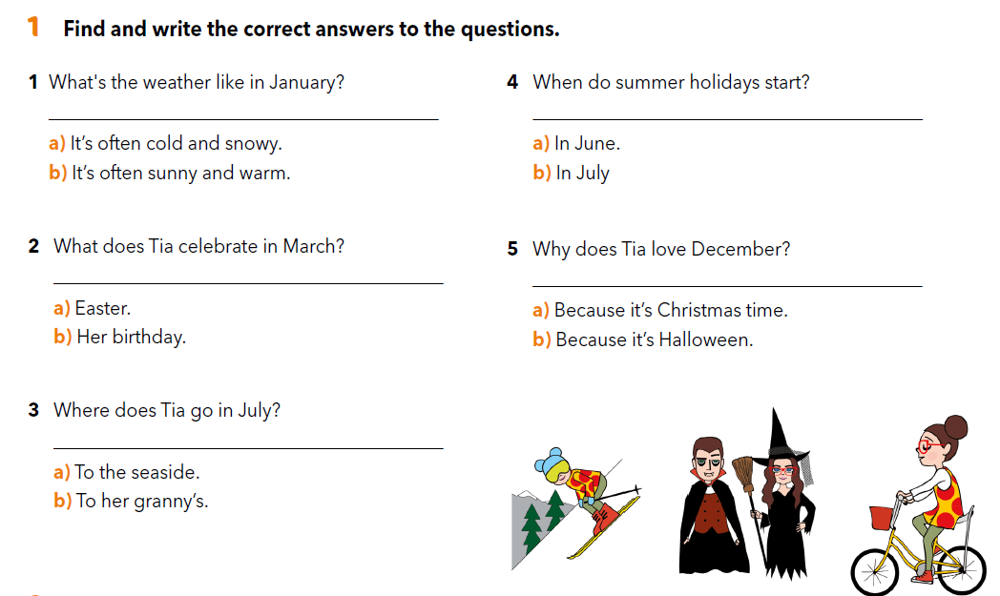 1 Find and write the correct answers to the questions.
1 What's the weather like in January?
a) It's often cold and snowy.
b) It's often sunny and warm.
2 What does Tia celebrate in March?
a) Easter.
b) Her birthday.
3 Where does Tia go in July?
a) To the seaside.
b) To her granny's.
4 When do summer holidays start?
a) In June.
b) In July
5 Why does Tia love December?
a) Because it's Christmas time.
b) Because it's Halloween.